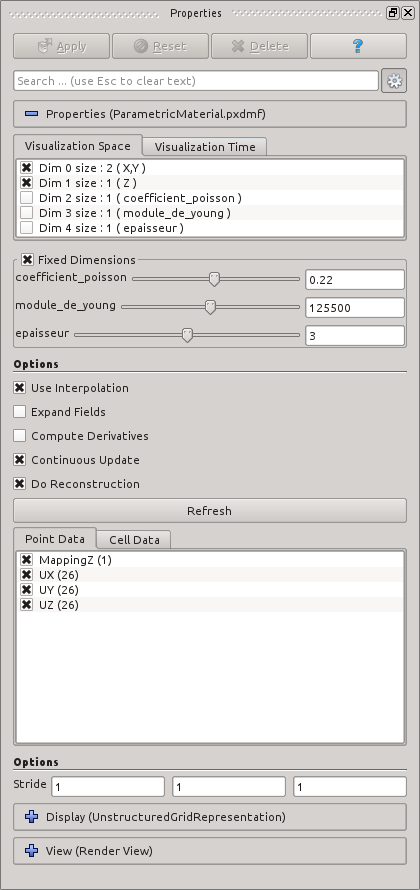 Properties
Apply Reset Delete ?
Search ... (use Esc to clear text)
Properties (ParametricMaterial.pxdmf)
Visualization Space Visualization Time
Dim 0 size : 2 ( X,Y )
Dim 1 size : 1 ( Z )
Dim 2 size : 1 ( coefficient_poisson )
Dim 3 size : 1 ( module_de_young )
Dim 4 size : 1 ( epaisseur )
Fixed Dimensions
coefficient_poisson 0.22
module_de_young 125500
epaisseur 3
Options
Use Interpolation
Expand Fields
Compute Derivatives
Continuous Update
Do Reconstruction
Refresh
Point Data Cell Data
MappingZ (1)
UX (26)
UY (26)
UZ (26)
Options
Stride 1 1 1
Display (UnstructuredGridRepresentation)
View (Render View)